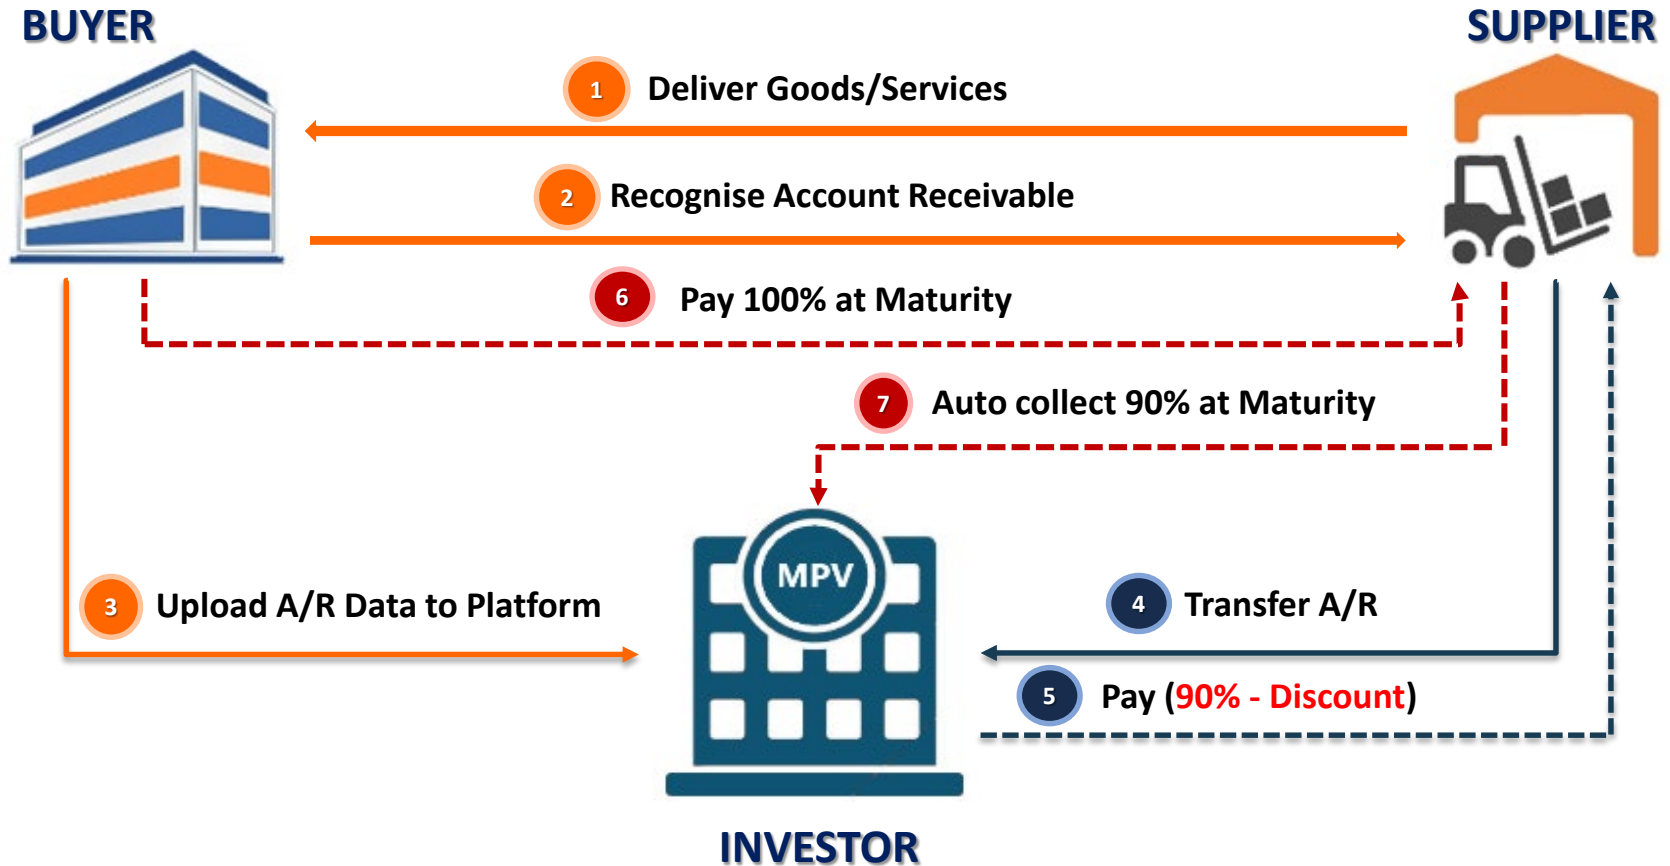 BUYER
SUPPLIER
1 Deliver Goods/Services
2 Recognise Account Receivable
6 Pay 100% at Maturity
7 Auto collect 90% at Maturity
MPV
3 Upload A/R Data to Platform
4 Transfer A/R
5 Pay (90% - Discount)
INVESTOR